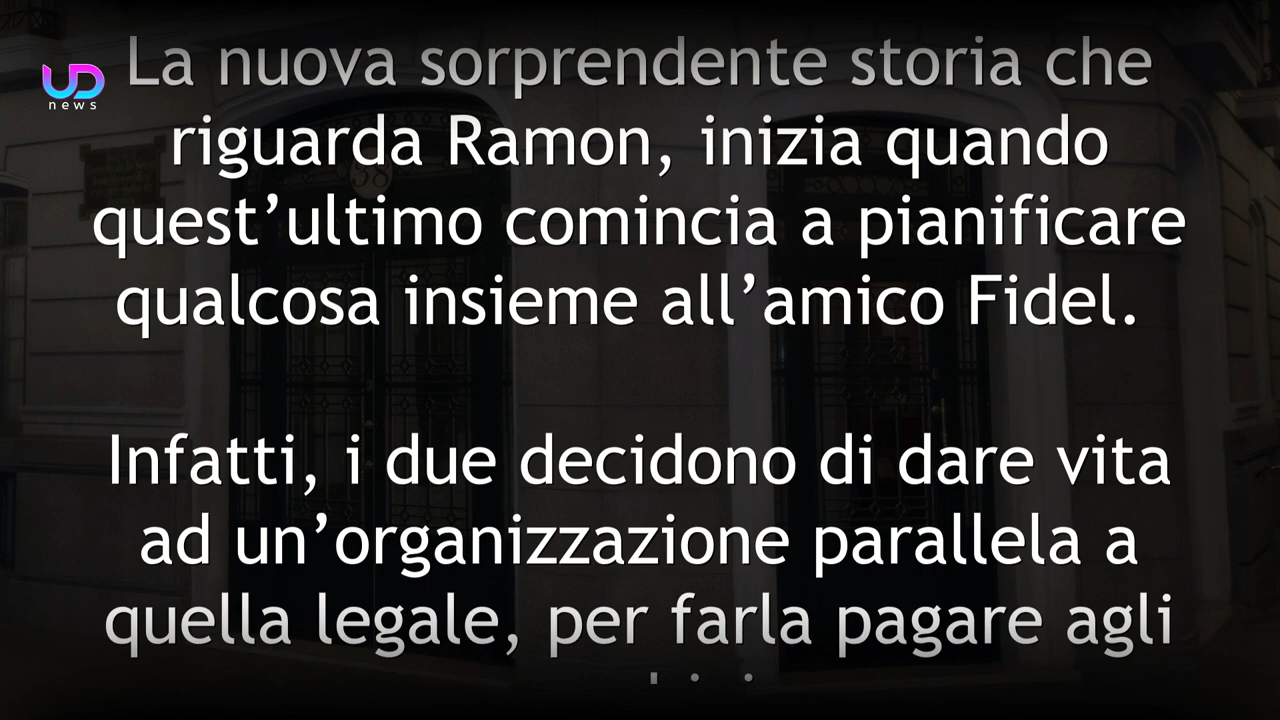 UD
news
La nuova sorprendente storia che
riguarda Ramon, inizia quando
quest’ultimo comincia a pianificare
qualcosa insieme all’amico Fidel.
Infatti, i due decidono di dare vita
ad un’organizzazione parallela a
quella legale, per farla pagare agli
38